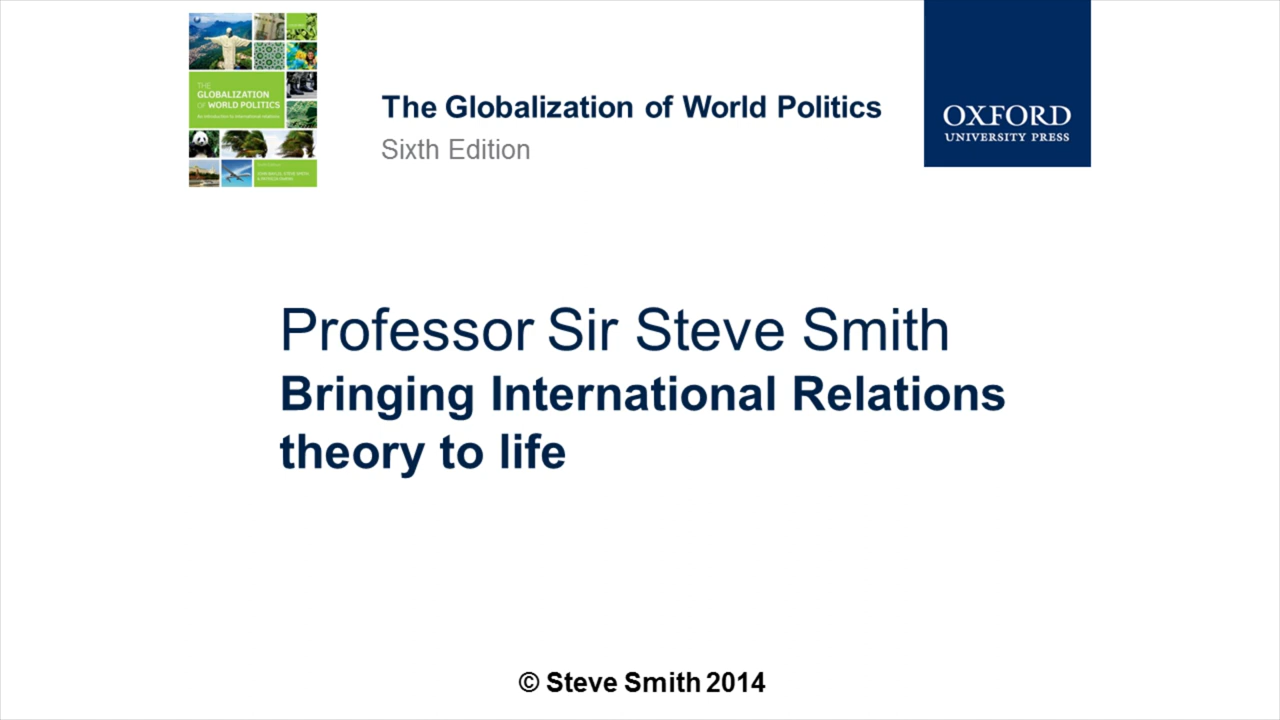 THE
GLOBALIZATION
OF WORLD POLITICS
The Globalization of World Politics
Sixth Edition
OXFORD
UNIVERSITY PRESS
Professor Sir Steve Smith
Bringing International Relations
theory to life
© Steve Smith 2014